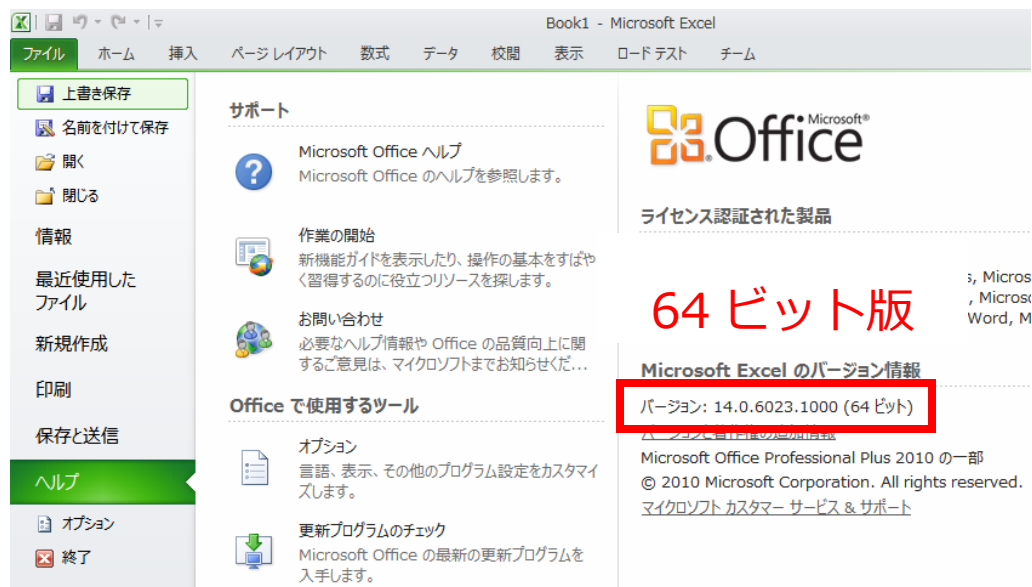 Book1 - Microsoft Excel
ファイル ホーム 挿入 ページ レイアウト 数式 データ 校閲 表示 ロード テスト チーム
上書き保存
名前を付けて保存
開く
閉じる
情報
最近使用した
ファイル
新規作成
印刷
保存と送信
ヘルプ
オプション
終了
サポート
Microsoft Office ヘルプ
Microsoft Office のヘルプを参照します。
作業の開始
新機能ガイドを表示したり、操作の基本をすばや
く習得するのに役立つリソースを探します。
お問い合わせ
必要なヘルプ情報や Office の品質向上に関
するご意見は、マイクロソフトまでお知らせくだ...
Office で使用するツール
オプション
言語、表示、その他のプログラム設定をカスタマイ
ズします。
更新プログラムのチェック
Microsoft Office の最新の更新プログラムを
入手します。
Microsoft®
Office
ライセンス認証された製品
s, Micros
, Microso
Word, M
64 ビット版
Microsoft Excel のバージョン情報
バージョン: 14.0.6023.1000 (64 ビット)
バージョンと著作権の追加情報
Microsoft Office Professional Plus 2010 の一部
© 2010 Microsoft Corporation. All rights reserved.
マイクロソフト カスタマー サービス & サポート